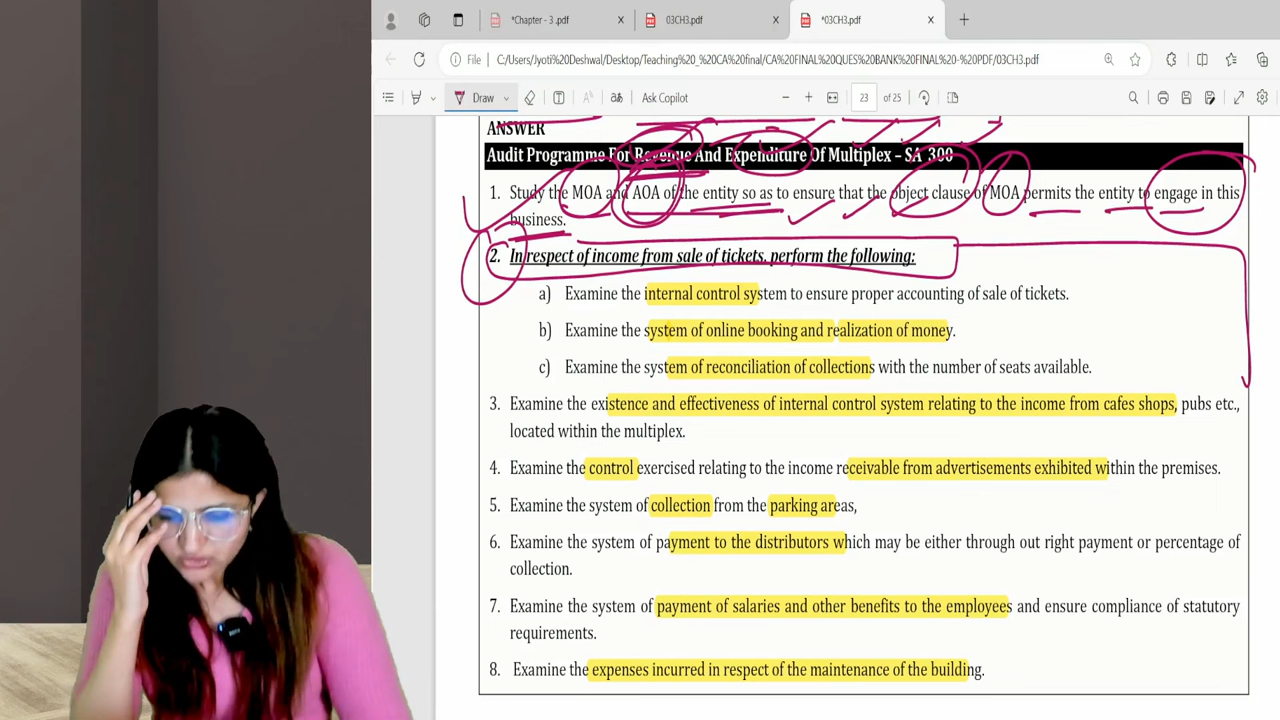 *Chapter - 3 .pdf
03CH3.pdf
*03CH3.pdf
File
C:/Users/Jyoti%20Deshwal/Desktop/Teaching%20_%20CA%20final/CA%20FINAL%20QUES%20BANK%20FINAL%20-%20PDF/03CH3.pdf
Draw
Ask Copilot
23 of 25
ANSWER
Audit Programme For Revenue And Expenditure Of Multiplex – SA 300
1. Study the MOA and AOA of the entity so as to ensure that the object clause of MOA permits the entity to engage in this
business.
2. In respect of income from sale of tickets, perform the following:
a) Examine the internal control system to ensure proper accounting of sale of tickets.
b) Examine the system of online booking and realization of money.
c) Examine the system of reconciliation of collections with the number of seats available.
3. Examine the existence and effectiveness of internal control system relating to the income from cafes shops, pubs etc.,
located within the multiplex.
4. Examine the control exercised relating to the income receivable from advertisements exhibited within the premises.
5. Examine the system of collection from the parking areas,
6. Examine the system of payment to the distributors which may be either through out right payment or percentage of
collection.
7. Examine the system of payment of salaries and other benefits to the employees and ensure compliance of statutory
requirements.
8. Examine the expenses incurred in respect of the maintenance of the building.